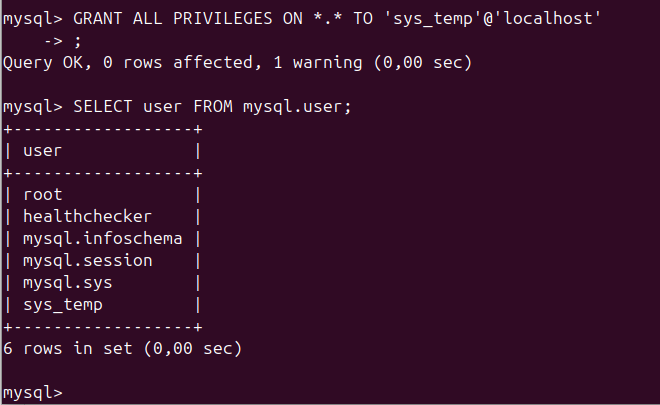 mysql> GRANT ALL PRIVILEGES ON *.* TO 'sys_temp'@'localhost'
    -> ;
Query OK, 0 rows affected, 1 warning (0,00 sec)

mysql> SELECT user FROM mysql.user;
+------------------+
| user             |
+------------------+
| root             |
| healthchecker    |
| mysql.infoschema |
| mysql.session    |
| mysql.sys        |
| sys_temp         |
+------------------+
6 rows in set (0,00 sec)

mysql>